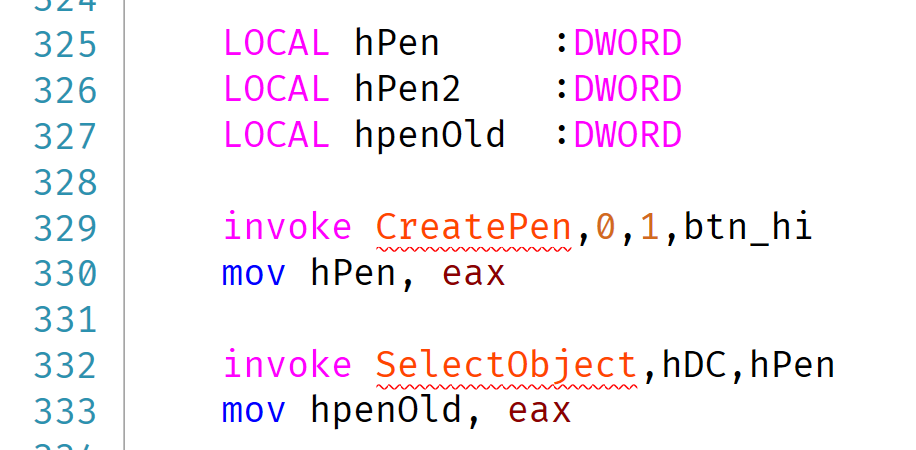 324
325 LOCAL hPen :DWORD
326 LOCAL hPen2 :DWORD
327 LOCAL hpenOld :DWORD
328
329 invoke CreatePen,0,1,btn_hi
330 mov hPen, eax
331
332 invoke SelectObject,hDC,hPen
333 mov hpenOld, eax
334